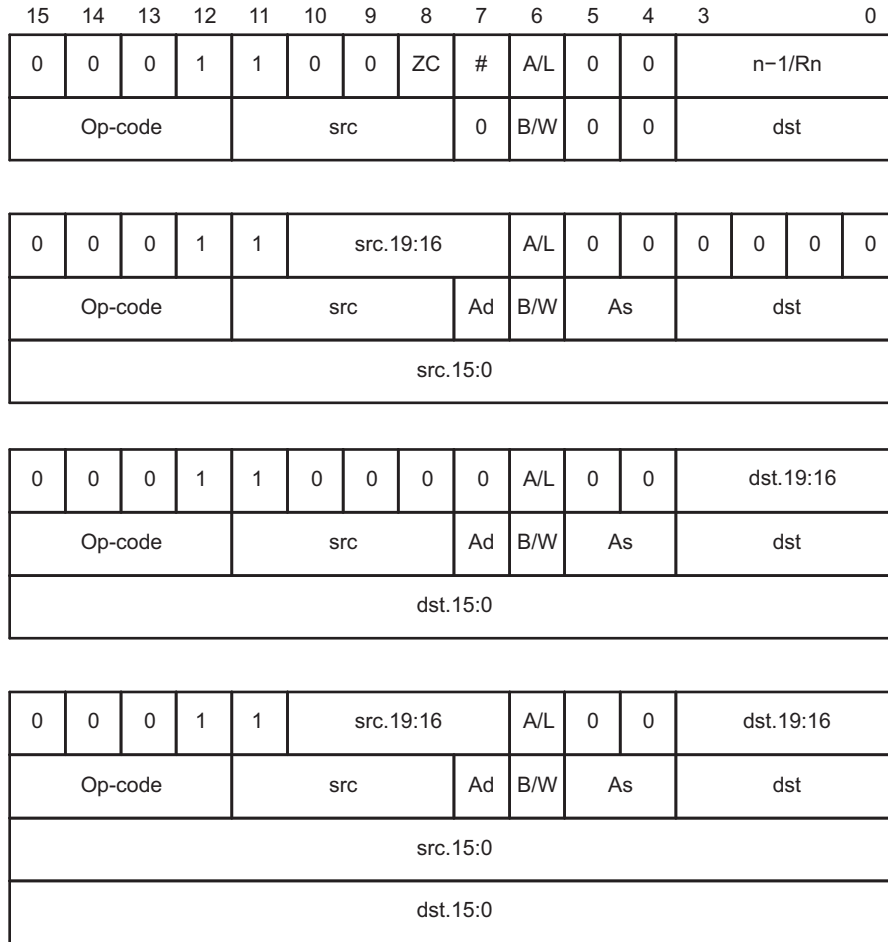 15 14 13 12 11 10 9 8 7 6 5 4 3 0
0 0 0 1 1 0 0 ZC # A/L 0 0 n−1/Rn
Op-code src 0 B/W 0 0 dst
0 0 0 1 1 src.19:16 A/L 0 0 0 0 0 0
Op-code src Ad B/W As dst
src.15:0
0 0 0 1 1 0 0 0 0 A/L 0 0 dst.19:16
Op-code src Ad B/W As dst
dst.15:0
0 0 0 1 1 src.19:16 A/L 0 0 dst.19:16
Op-code src Ad B/W As dst
src.15:0
dst.15:0